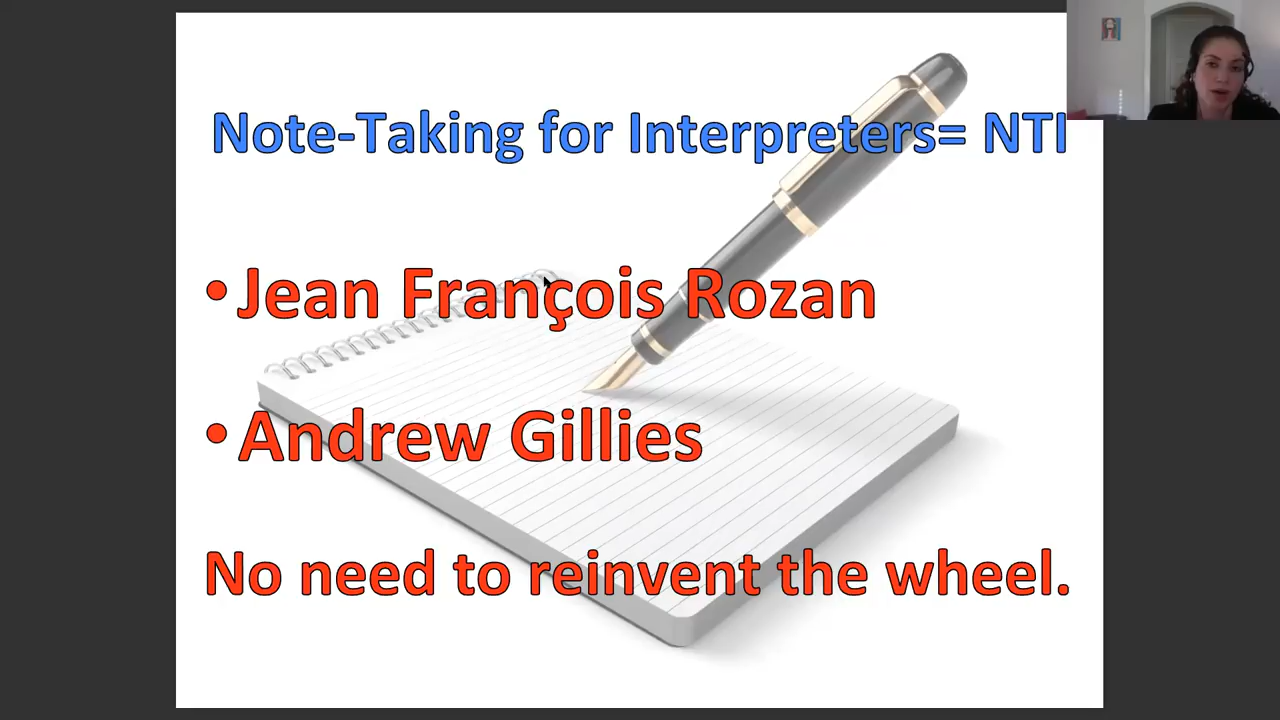 Note-Taking for Interpreters= NTI
•Jean François Rozan
•Andrew Gillies
No need to reinvent the wheel.